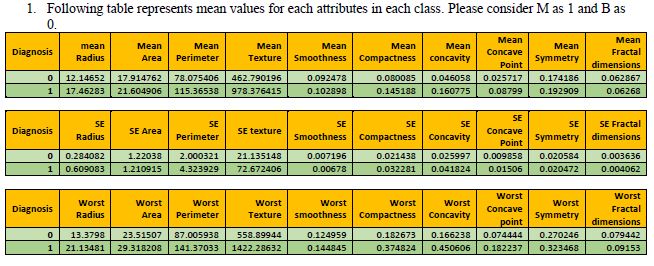 1. Following table represents mean values for each attributes in each class. Please consider M as 1 and B as
0.
Diagnosis mean Radius Mean Area Mean Perimeter Mean Texture Mean Smoothness Mean Compactness Mean concavity Mean Concave Point Mean Symmetry Mean Fractal dimensions
0 12.14652 17.914762 78.075406 462.790196 0.092478 0.080085 0.046058 0.025717 0.174186 0.062867
1 17.46283 21.604906 115.36538 978.376415 0.102898 0.145188 0.160775 0.08799 0.192909 0.06268
Diagnosis SE Radius SE Area SE Perimeter SE texture SE Smoothness SE Compactness SE Concavity SE Concave Point SE Symmetry SE Fractal dimensions
0 0.284082 1.22038 2.000321 21.135148 0.007196 0.021438 0.025997 0.009858 0.020584 0.003636
1 0.609083 1.210915 4.323929 72.672406 0.00678 0.032281 0.041824 0.01506 0.020472 0.004062
Diagnosis Worst Radius Worst Area Worst Perimeter Worst Texture Worst smoothness Worst Compactness Worst Concavity Worst Concave point Worst Symmetry Worst Fractal dimensions
0 13.3798 23.51507 87.005938 558.89944 0.124959 0.182673 0.166238 0.074444 0.270246 0.079442
1 21.13481 29.318208 141.37033 1422.28632 0.144845 0.374824 0.450606 0.182237 0.323468 0.09153